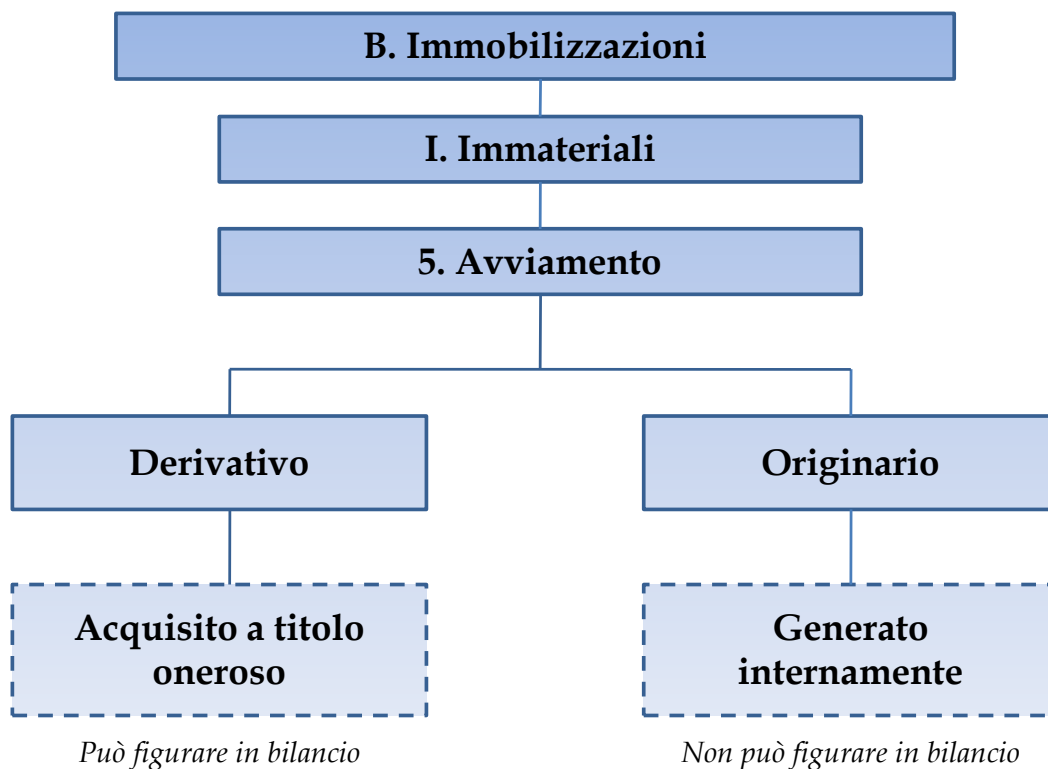 B. Immobilizzazioni
I. Immateriali
5. Avviamento
Derivativo
Originario
Acquisito a titolo
oneroso
Generato
internamente
Può figurare in bilancio
Non può figurare in bilancio